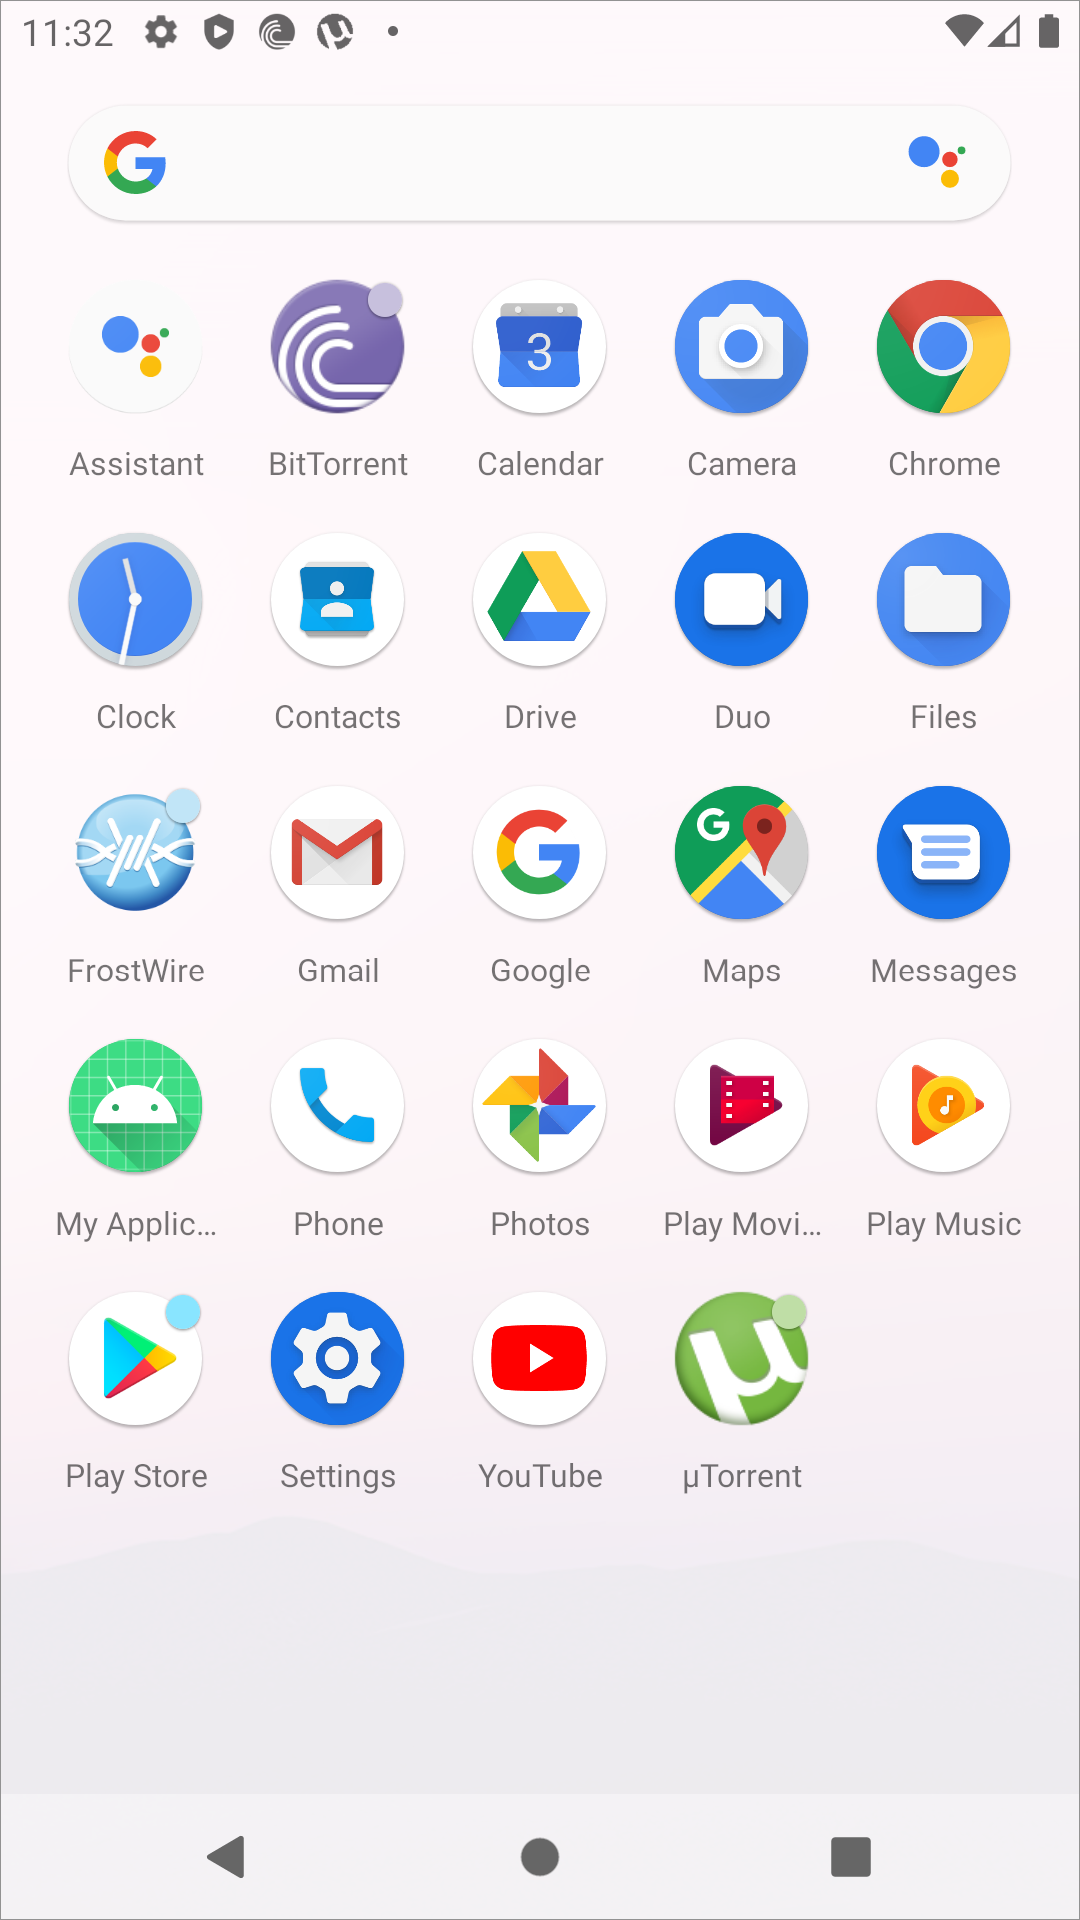 11:32
Assistant BitTorrent Calendar Camera Chrome
Clock Contacts Drive Duo Files
FrostWire Gmail Google Maps Messages
My Applic... Phone Photos Play Movi... Play Music
Play Store Settings YouTube µTorrent